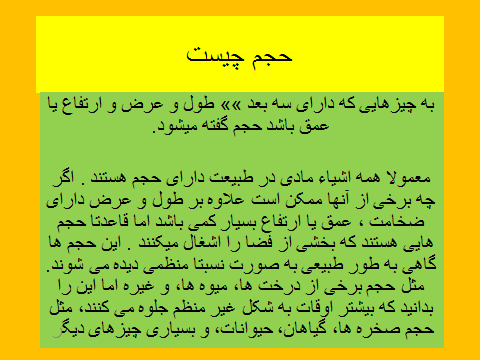 حجم چیست
به چیزهایی که دارای سه بعد »« طول و عرض و ارتفاع یا
عمق باشد حجم گفته میشود.
معمولا همه اشیاء مادی در طبیعت دارای حجم هستند . اگر
چه برخی از آنها ممکن است علاوه بر طول و عرض دارای
ضخامت ، عمق یا ارتفاع بسیار کمی باشد اما قاعدتا حجم
هایی هستند که بخشی از فضا را اشغال میکنند . این حجم ها
گاهی به طور طبیعی به صورت نسبتا منظمی دیده می شوند.
مثل حجم برخی از درخت ها، میوه ها، و غیره اما این را
بدانید که بیشتر اوقات به شکل غیر منظم جلوه می کنند، مثل
حجم صخره ها، گیاهان، حیوانات، و بسیاری چیزهای دیگر